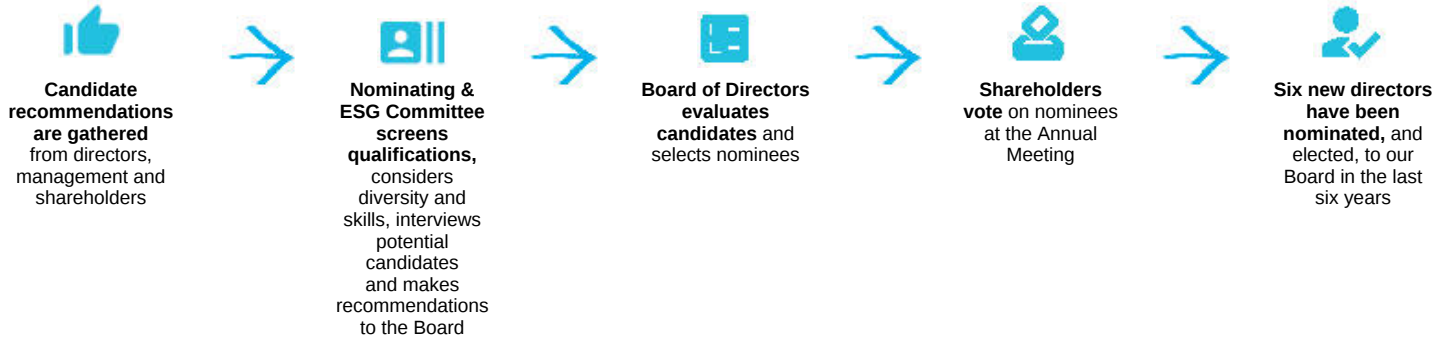 Candidate
recommendations
are gathered
from directors,
management and
shareholders
Nominating &
ESG Committee
screens
qualifications,
considers
diversity and
skills, interviews
potential
candidates
and makes
recommendations
to the Board
Board of Directors
evaluates
candidates and
selects nominees
Shareholders
vote on nominees
at the Annual
Meeting
Six new directors
have been
nominated, and
elected, to our
Board in the last
six years